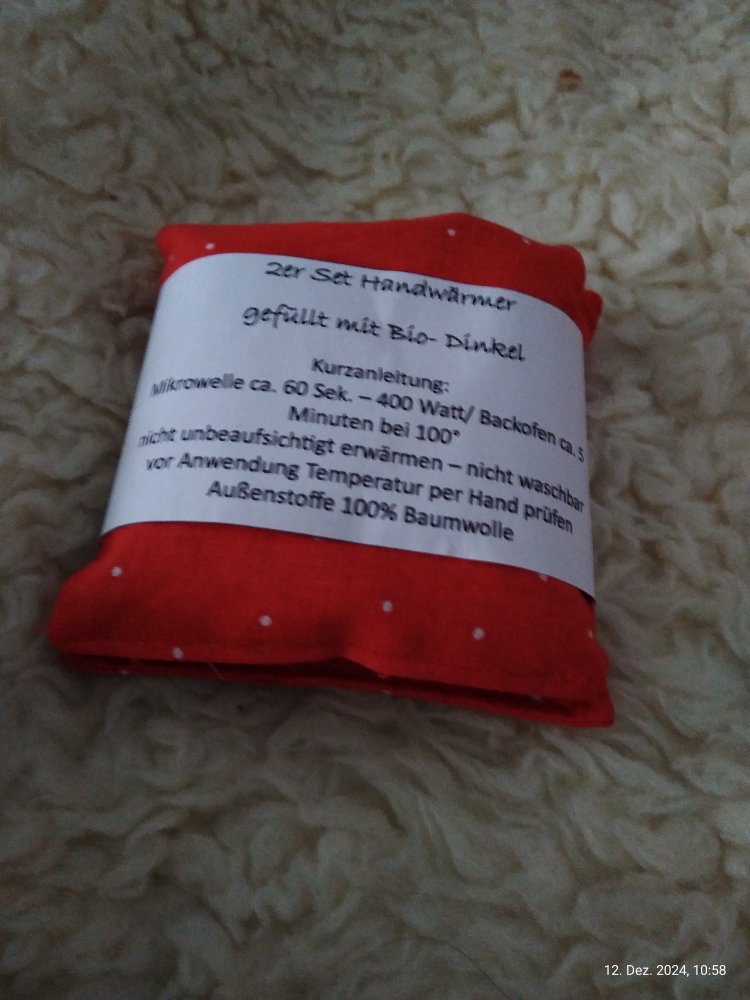 2er Set Handwärmer
gefüllt mit Bio- Dinkel
Kurzanleitung:
Mikrowelle ca. 60 Sek. – 400 Watt/ Backofen ca. 5
Minuten bei 100°
nicht unbeaufsichtigt erwärmen – nicht waschbar
vor Anwendung Temperatur per Hand prüfen
Außenstoffe 100% Baumwolle
12. Dez. 2024, 10:58